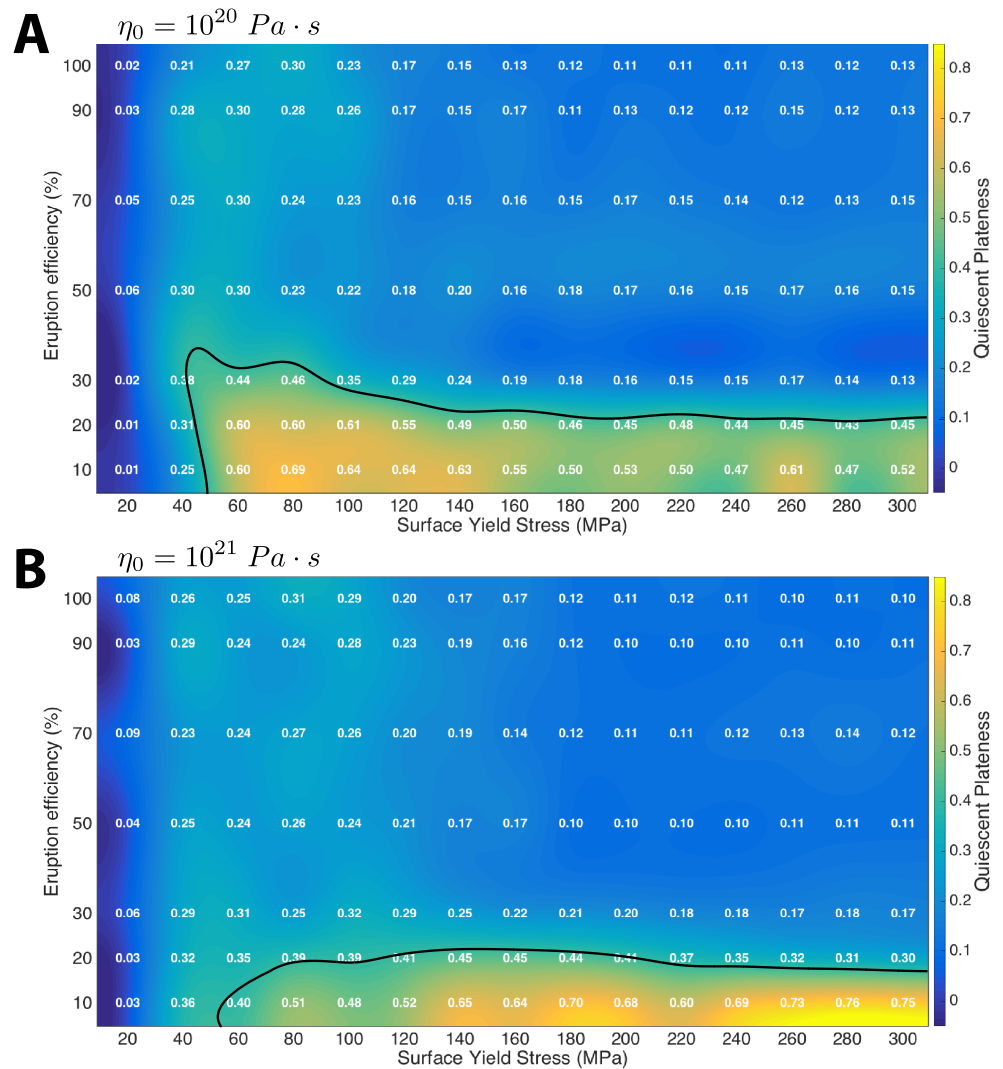 A
η₀ = 10²⁰ Pa · s
Eruption efficiency (%)
100 0.02 0.21 0.27 0.30 0.23 0.17 0.15 0.13 0.12 0.11 0.11 0.11 0.13 0.12 0.13
90 0.03 0.28 0.30 0.28 0.26 0.17 0.15 0.17 0.11 0.13 0.12 0.12 0.15 0.12 0.13
70 0.05 0.25 0.30 0.24 0.23 0.16 0.15 0.16 0.15 0.17 0.15 0.14 0.12 0.13 0.15
50 0.06 0.30 0.30 0.23 0.22 0.18 0.20 0.16 0.18 0.17 0.16 0.15 0.17 0.16 0.15
30 0.02 0.38 0.44 0.46 0.35 0.29 0.24 0.19 0.18 0.16 0.15 0.15 0.17 0.14 0.13
20 0.01 0.31 0.60 0.60 0.61 0.55 0.49 0.50 0.46 0.45 0.48 0.44 0.45 0.43 0.45
10 0.01 0.25 0.60 0.69 0.64 0.64 0.63 0.55 0.50 0.53 0.50 0.47 0.61 0.47 0.52
20 40 60 80 100 120 140 160 180 200 220 240 260 280 300
Surface Yield Stress (MPa)
0.8
0.7
0.6
0.5
0.4
0.3
0.2
0.1
0
Quiescent Plateness
B
η₀ = 10²¹ Pa · s
Eruption efficiency (%)
100 0.08 0.26 0.25 0.31 0.29 0.20 0.17 0.17 0.12 0.11 0.12 0.11 0.10 0.11 0.10
90 0.03 0.29 0.24 0.24 0.28 0.23 0.19 0.16 0.12 0.10 0.10 0.10 0.11 0.10 0.11
70 0.09 0.23 0.24 0.27 0.26 0.20 0.19 0.14 0.12 0.11 0.11 0.12 0.13 0.14 0.12
50 0.04 0.25 0.24 0.26 0.24 0.21 0.17 0.17 0.10 0.10 0.10 0.10 0.11 0.11 0.11
30 0.06 0.29 0.31 0.25 0.32 0.29 0.25 0.22 0.21 0.20 0.18 0.18 0.17 0.18 0.17
20 0.03 0.32 0.35 0.39 0.39 0.41 0.45 0.45 0.44 0.41 0.37 0.35 0.32 0.31 0.30
10 0.03 0.36 0.40 0.51 0.48 0.52 0.65 0.64 0.70 0.68 0.60 0.69 0.73 0.76 0.75
20 40 60 80 100 120 140 160 180 200 220 240 260 280 300
Surface Yield Stress (MPa)
0.8
0.7
0.6
0.5
0.4
0.3
0.2
0.1
0
Quiescent Plateness